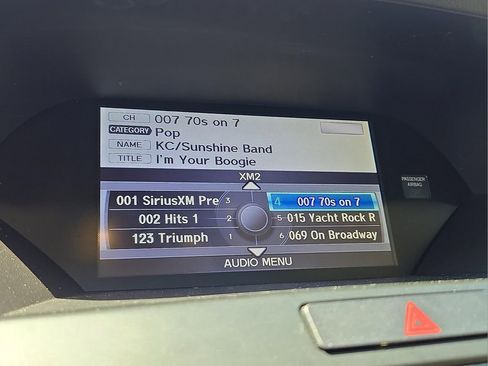 CH 007 70s on 7
CATEGORY Pop
NAME KC/Sunshine Band
TITLE I'm Your Boogie
XM2
001 SiriusXM Pre 3 4 007 70s on 7
002 Hits 1 2 5 015 Yacht Rock R
123 Triumph 1 6 069 On Broadway
AUDIO MENU
PASSENGER
AIRBAG